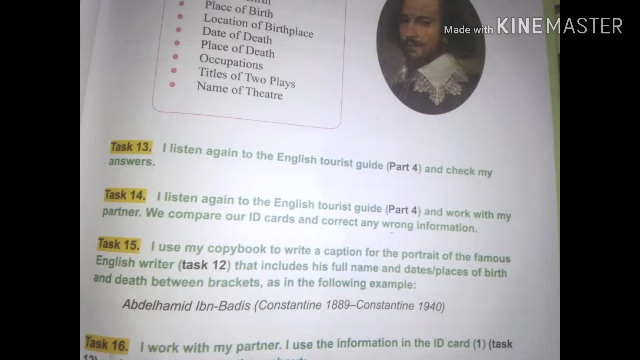 Place of Birth
Location of Birthplace
Date of Death
Place of Death
Occupations
Titles of Two Plays
Name of Theatre
Made with KINEMASTER
Task 13. I listen again to the English tourist guide (Part 4) and check my
answers.
Task 14. I listen again to the English tourist guide (Part 4) and work with my
partner. We compare our ID cards and correct any wrong information.
Task 15. I use my copybook to write a caption for the portrait of the famous
English writer (task 12) that includes his full name and dates/places of birth
and death between brackets, as in the following example:
Abdelhamid Ibn-Badis (Constantine 1889–Constantine 1940)
Task 16. I work with my partner. I use the information in the ID card (1) (task